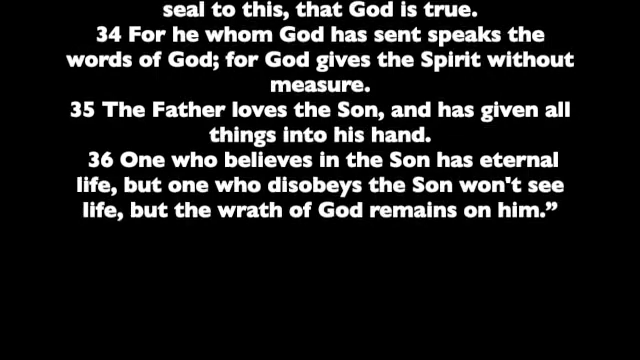 seal to this, that God is true.
34 For he whom God has sent speaks the
words of God; for God gives the Spirit without
measure.
35 The Father loves the Son, and has given all
things into his hand.
36 One who believes in the Son has eternal
life, but one who disobeys the Son won't see
life, but the wrath of God remains on him.”